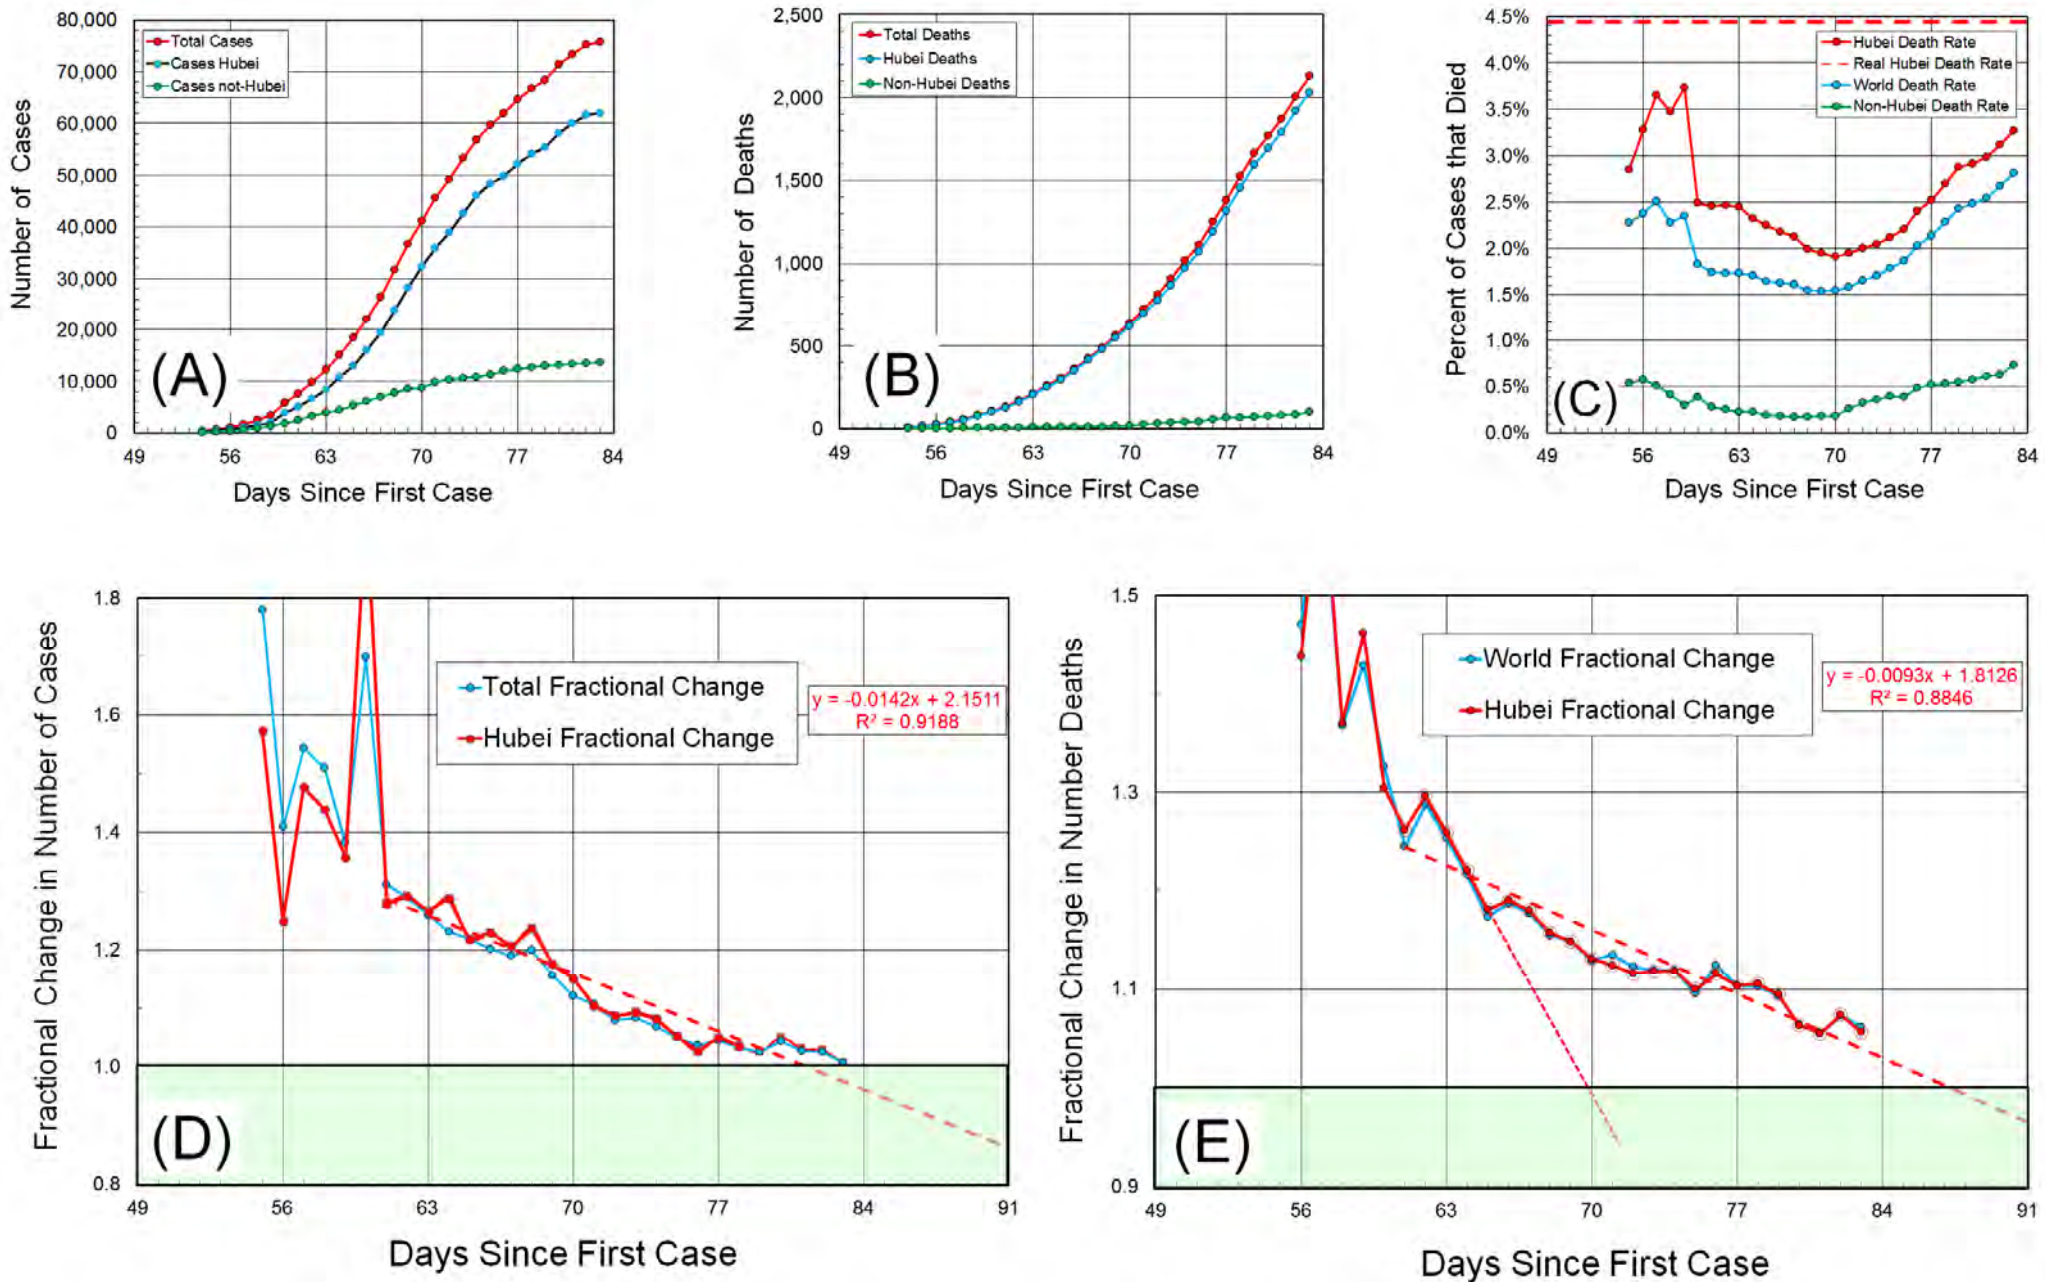 80,000
70,000
60,000
50,000
40,000
30,000
20,000
10,000
0
Number of Cases
Total Cases
Cases Hubei
Cases not-Hubei
(A)
49 56 63 70 77 84
Days Since First Case
2,500
2,000
1,500
1,000
500
0
Number of Deaths
Total Deaths
Hubei Deaths
Non-Hubei Deaths
(B)
49 56 63 70 77 84
Days Since First Case
4.5%
4.0%
3.5%
3.0%
2.5%
2.0%
1.5%
1.0%
0.5%
0.0%
Percent of Cases that Died
Hubei Death Rate
Real Hubei Death Rate
World Death Rate
Non-Hubei Death Rate
(C)
49 56 63 70 77 84
Days Since First Case
1.8
1.6
1.4
1.2
1.0
0.8
Fractional Change in Number of Cases
Total Fractional Change
Hubei Fractional Change
y = -0.0142x + 2.1511
R² = 0.9188
(D)
49 56 63 70 77 84 91
Days Since First Case
1.5
1.3
1.1
0.9
Fractional Change in Number Deaths
World Fractional Change
Hubei Fractional Change
y = -0.0093x + 1.8126
R² = 0.8846
(E)
49 56 63 70 77 84 91
Days Since First Case